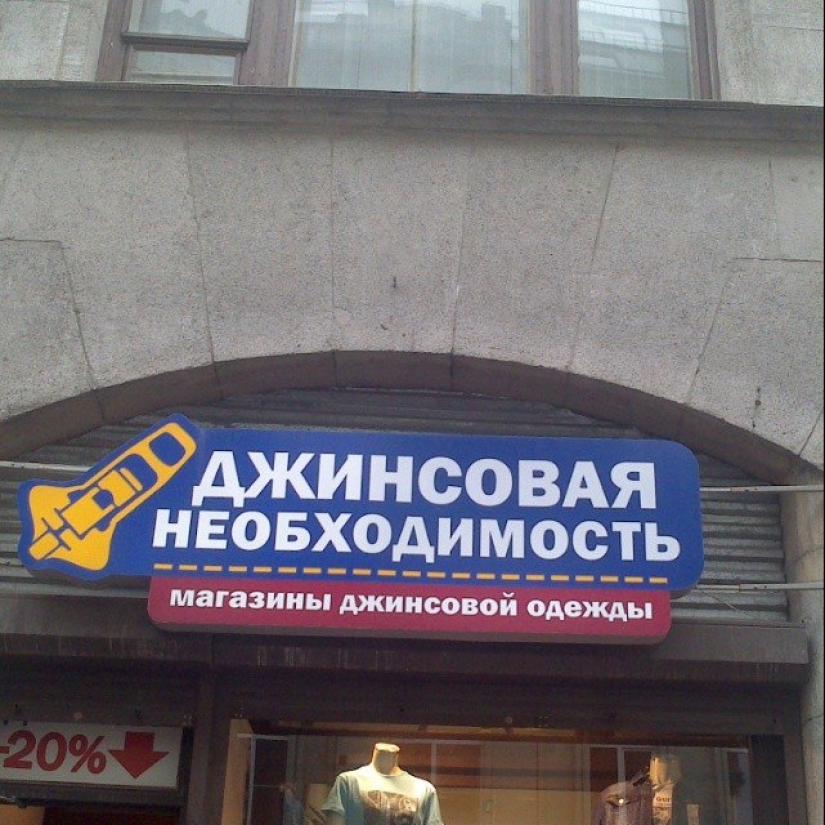 ДЖИНСОВАЯ
НЕОБХОДИМОСТЬ
магазины джинсовой одежды
-20%